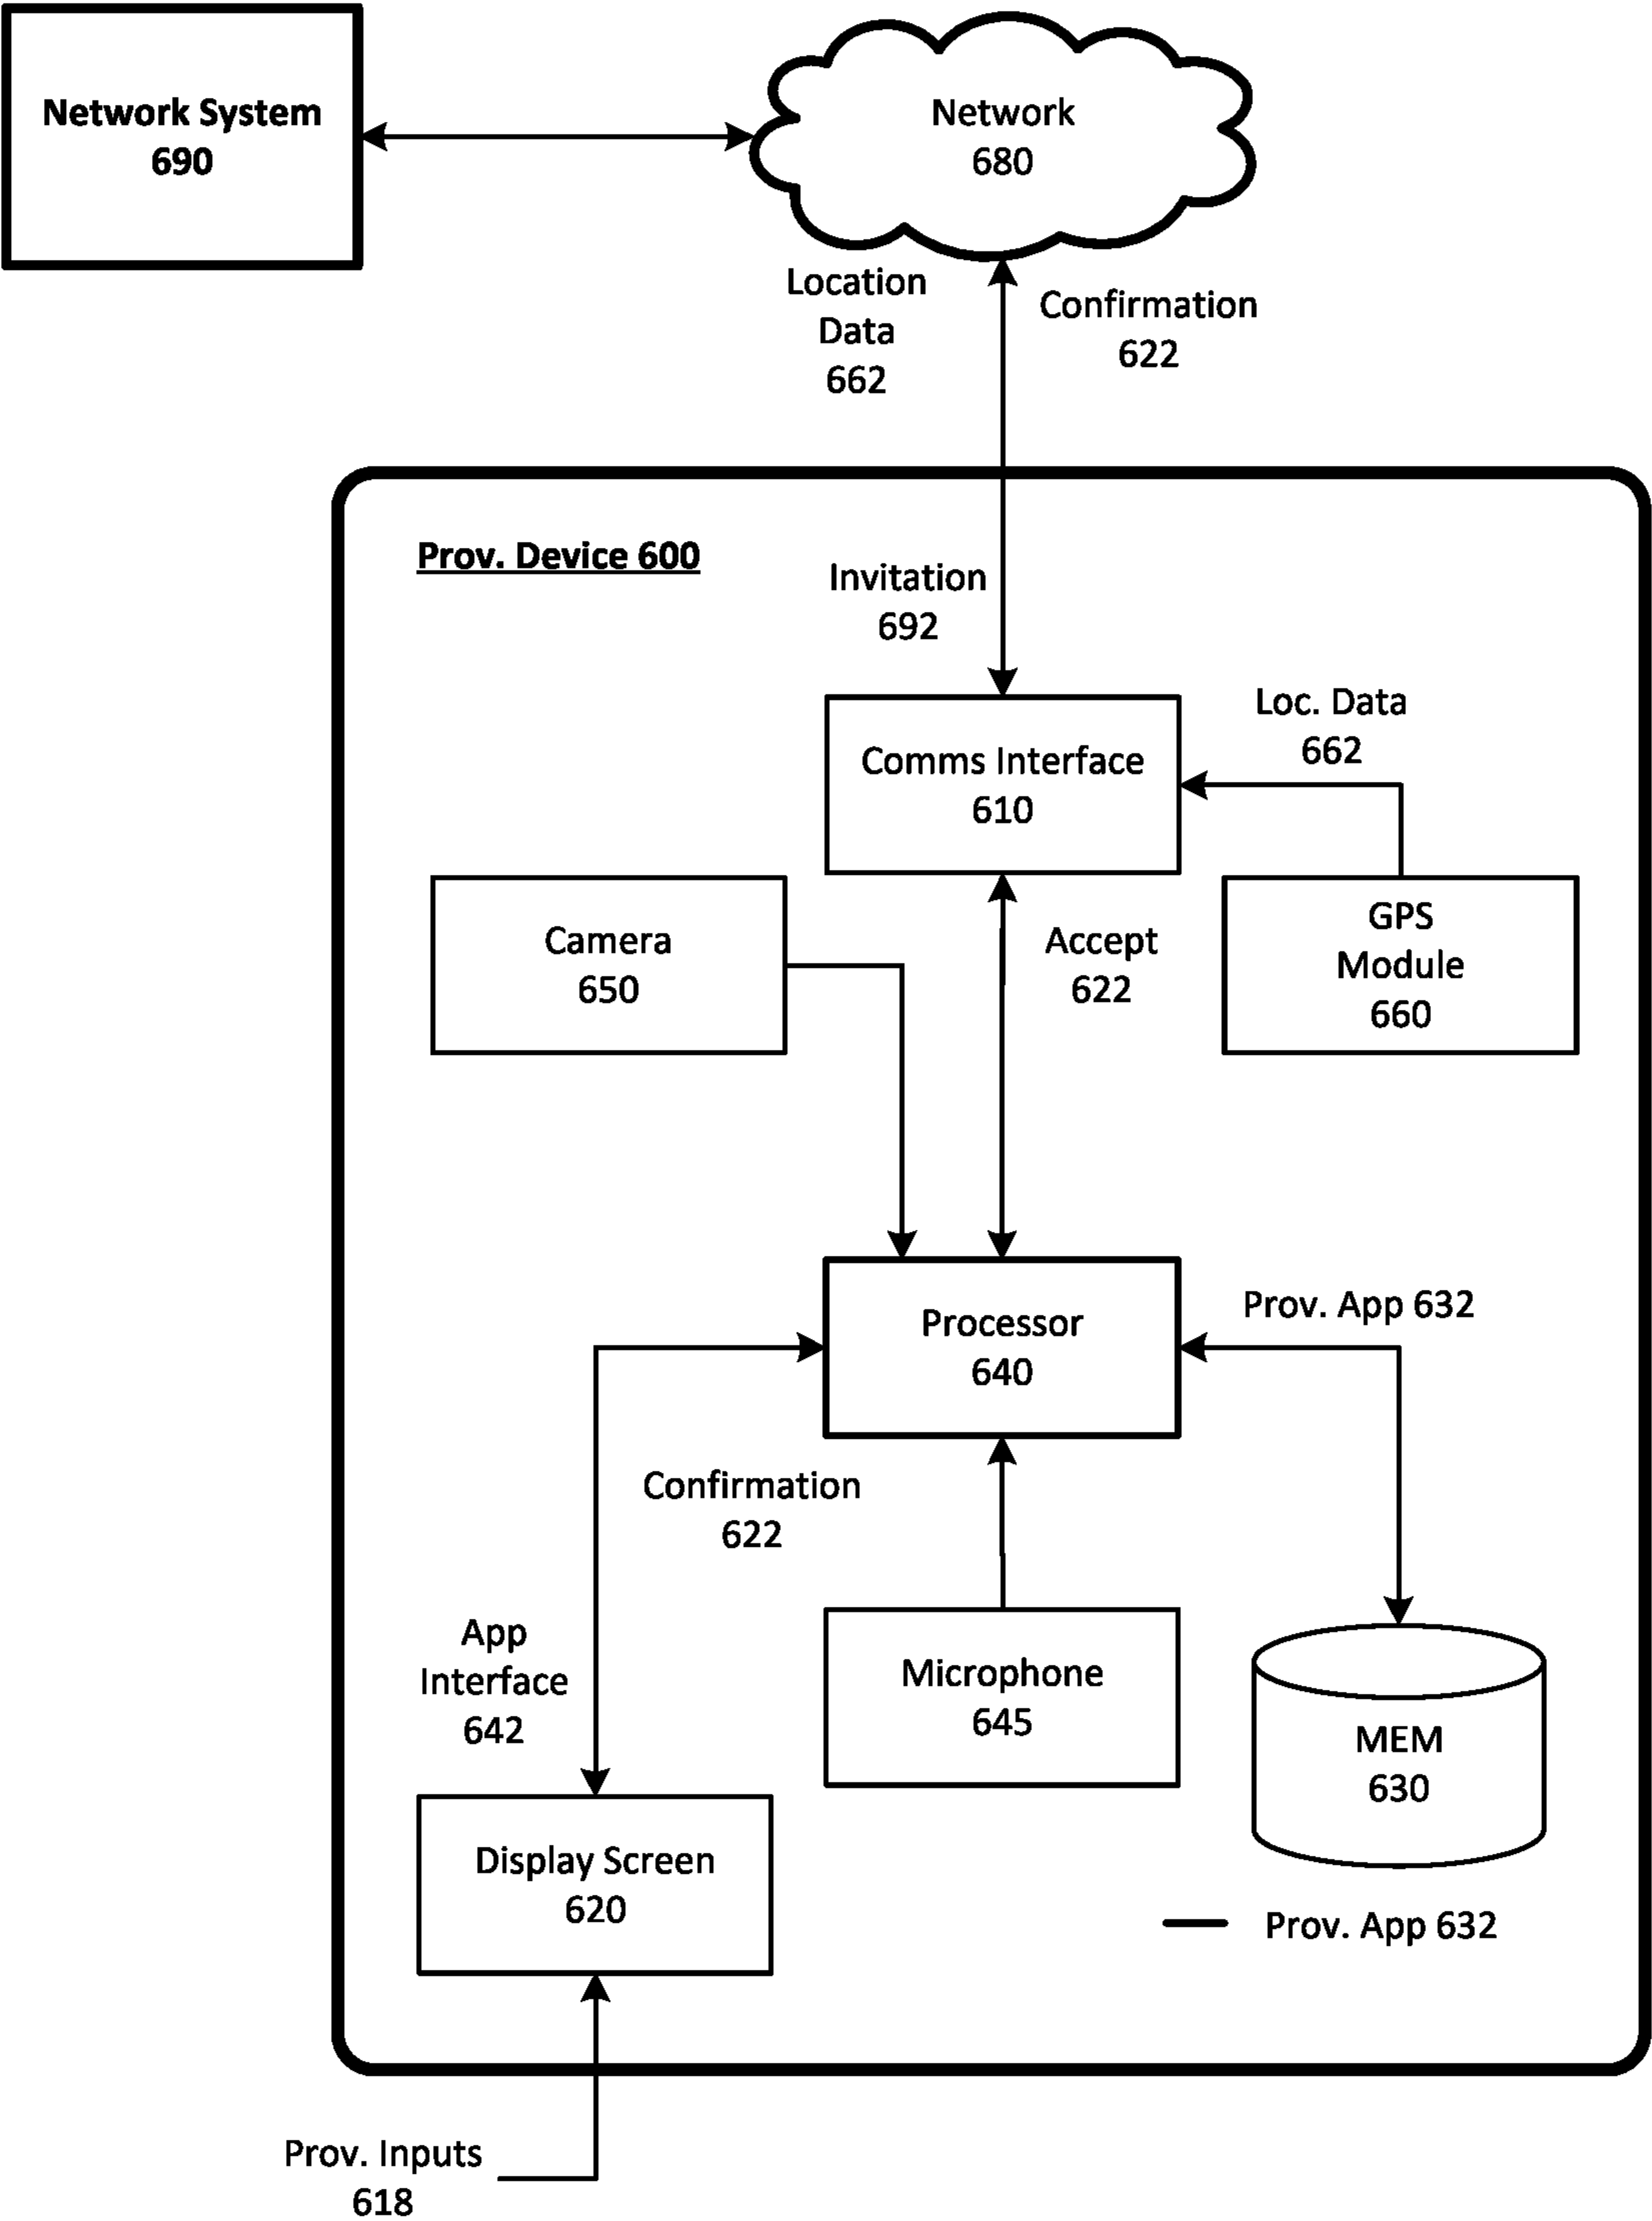 Network System
690
Network
680
Location
Data
662
Confirmation
622
Prov. Device 600
Invitation
692
Comms Interface
610
Loc. Data
662
Camera
650
Accept
622
GPS
Module
660
Processor
640
Prov. App 632
Confirmation
622
App
Interface
642
Microphone
645
MEM
630
Display Screen
620
Prov. App 632
Prov. Inputs
618